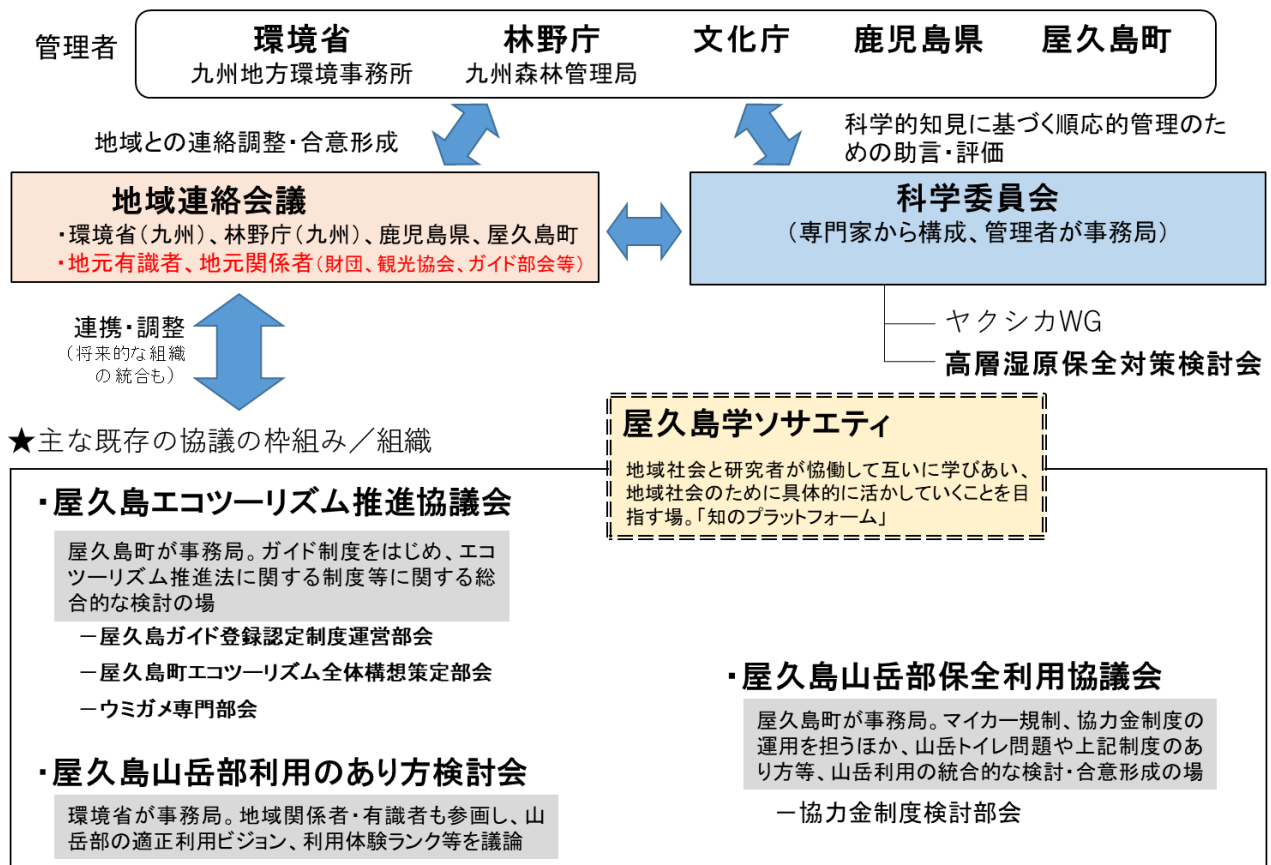 管理者
環境省 林野庁 文化庁 鹿児島県 屋久島町
九州地方環境事務所 九州森林管理局
地域との連絡調整・合意形成
科学的知見に基づく順応的管理のた
めの助言・評価
地域連絡会議
・環境省(九州)、林野庁(九州)、鹿児島県、屋久島町
・地元有識者、地元関係者(財団、観光協会、ガイド部会等)
科学委員会
(専門家から構成、管理者が事務局)
ヤクシカWG
高層湿原保全対策検討会
連携・調整
(将来的な組織
の統合も)
★主な既存の協議の枠組み/組織
屋久島学ソサエティ
地域社会と研究者が恊働して互いに学びあい、
地域社会のために具体的に活かしていくことを目
指す場。「知のプラットフォーム」
・屋久島エコツーリズム推進協議会
屋久島町が事務局。ガイド制度をはじめ、エコ
ツーリズム推進法に関する制度等に関する総
合的な検討の場
-屋久島ガイド登録認定制度運営部会
-屋久島町エコツーリズム全体構想策定部会
-ウミガメ専門部会
・屋久島山岳部利用のあり方検討会
環境省が事務局。地域関係者・有識者も参画し、山
岳部の適正利用ビジョン、利用体験ランク等を議論
・屋久島山岳部保全利用協議会
屋久島町が事務局。マイカー規制、協力金制度の
運用を担うほか、山岳トイレ問題や上記制度のあ
り方等、山岳利用の統合的な検討・合意形成の場
-協力金制度検討部会